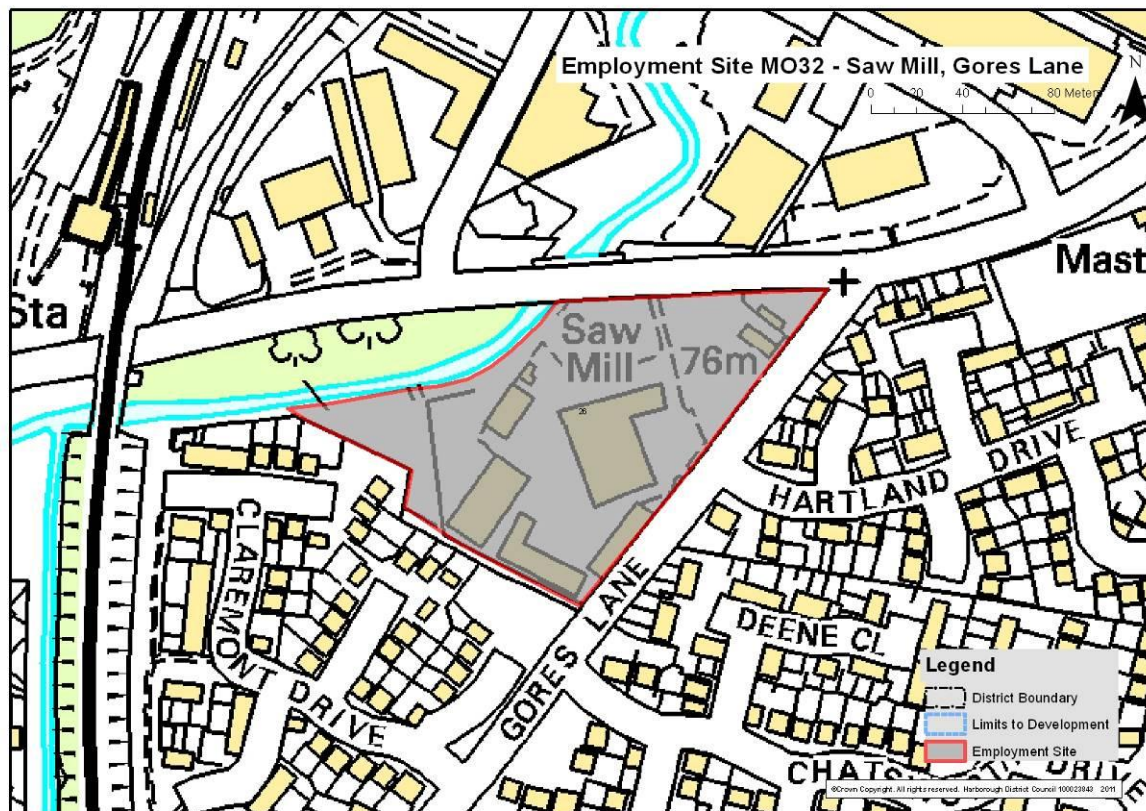 Employment Site MO32 - Saw Mill, Gores Lane
N
0 20 40 80 Meters
Sta
Mast
Saw
Mill
76m
26
HARTLAND DRIVE
CLAREMONT DRIVE
GORES LANE
DEENE CL
Legend
District Boundary
Limits to Development
Employment Site
CHATS
DRIVE
©Crown Copyright. All rights reserved. Harborough District Council 100023843 2011